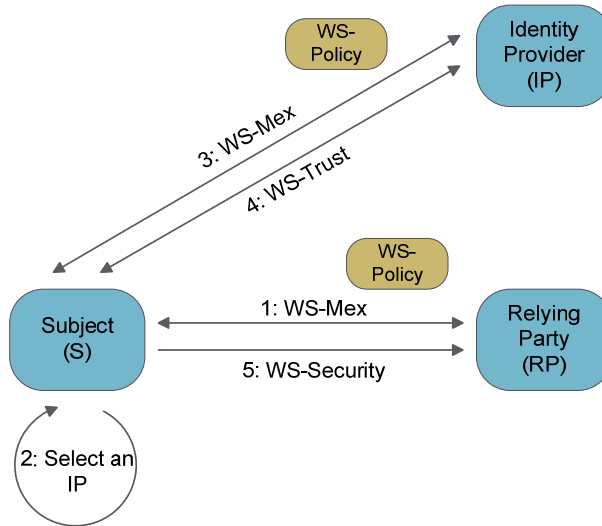 WS-
Policy
Identity
Provider
(IP)
3: WS-Mex
4: WS-Trust
WS-
Policy
Subject
(S)
1: WS-Mex
5: WS-Security
Relying
Party
(RP)
2: Select an
IP